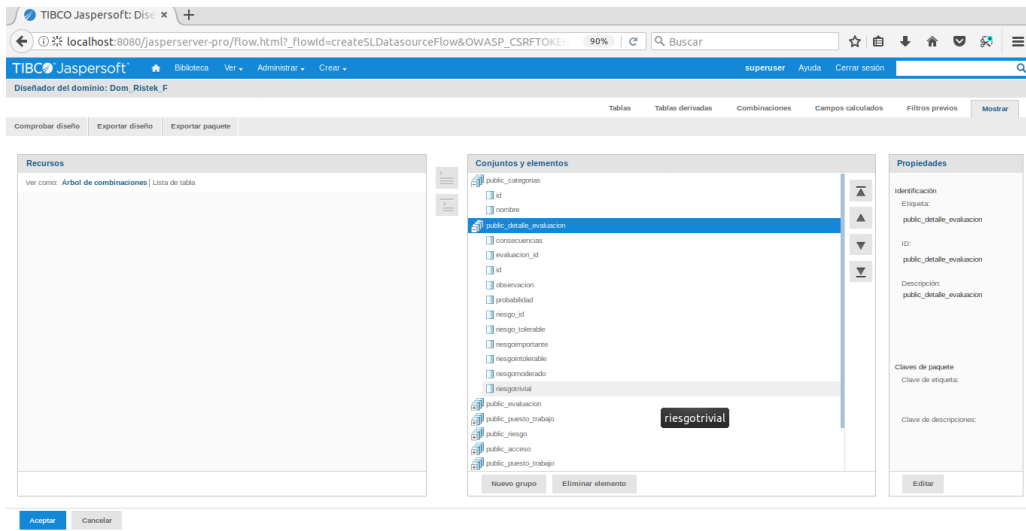 TIBCO Jaspersoft: Dise
localhost:8080/jasperserver-pro/flow.html?_flowId=createSLDatasourceFlow&OWASP_CSRFTOKEN 90% Buscar
TIBCO Jaspersoft Biblioteca Ver Administrar Crear superuser Ayuda Cerrar sesión
Diseñador del dominio: Dom_Ristek_F
Tablas Tablas derivadas Combinaciones Campos calculados Filtros previos Mostrar
Comprobar diseño Exportar diseño Exportar paquete
Recursos
Ver como: Árbol de combinaciones | Lista de tabla
Conjuntos y elementos
public_categorias
id
nombre
public_detalle_evaluacion
consecuencias
evaluacion_id
id
observacion
probabilidad
riesgo_id
riesgo_tolerable
riesgoimportante
riesgointolerable
riesgomoderado
riesgotrivial
public_evaluacion
public_puesto_trabajo
public_riesgo
public_acceso
public_puesto_trabajo
riesgotrivial
Nuevo grupo Eliminar elemento
Propiedades
Identificación
Etiqueta:
public_detalle_evaluacion
ID:
public_detalle_evaluacion
Descripción:
public_detalle_evaluacion
Claves de paquete
Clave de etiqueta:
Clave de descripciones:
Editar
Aceptar Cancelar